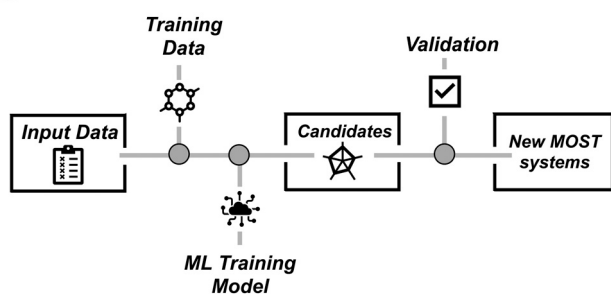 Training
Data
Validation
Input Data
Candidates
New MOST
systems
ML Training
Model